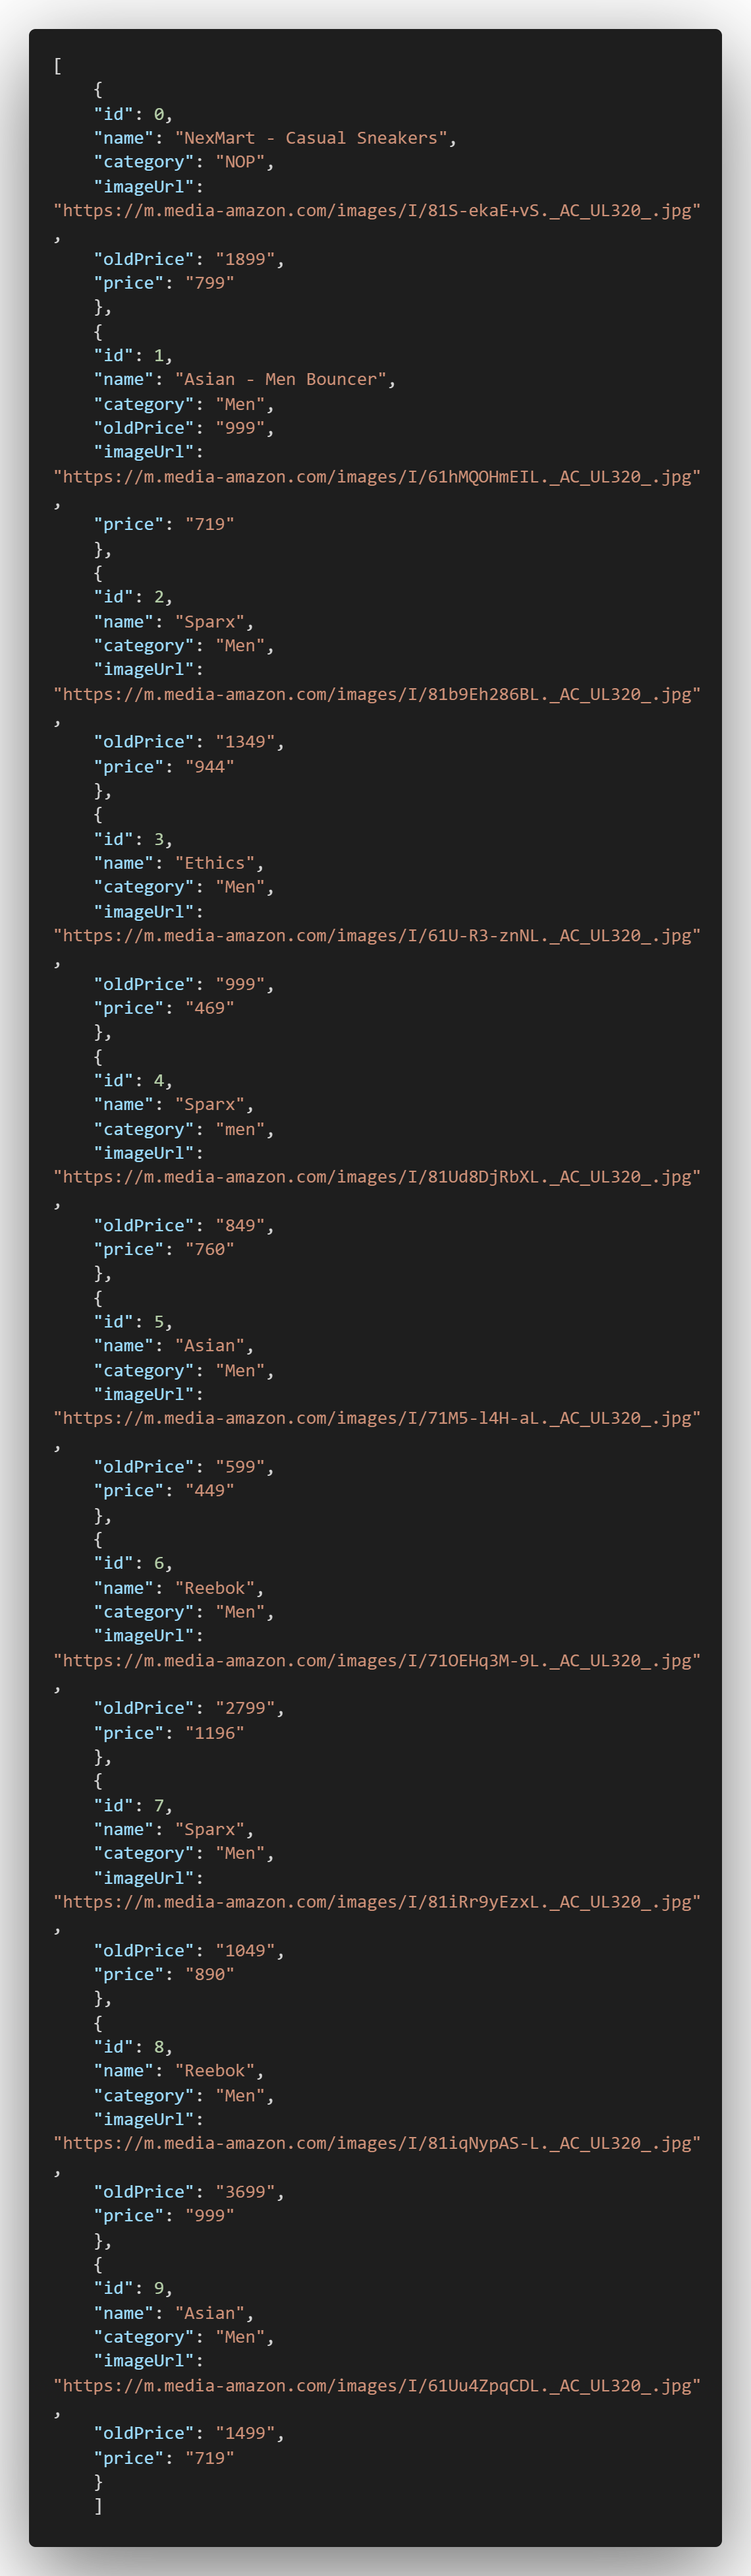 [
    {
    "id": 0,
    "name": "NexMart - Casual Sneakers",
    "category": "NOP",
    "imageUrl":
"https://m.media-amazon.com/images/I/81S-ekaE+vS._AC_UL320_.jpg"
,
    "oldPrice": "1899",
    "price": "799"
    },
    {
    "id": 1,
    "name": "Asian - Men Bouncer",
    "category": "Men",
    "oldPrice": "999",
    "imageUrl":
"https://m.media-amazon.com/images/I/61hMQOHmEIL._AC_UL320_.jpg"
,
    "price": "719"
    },
    {
    "id": 2,
    "name": "Sparx",
    "category": "Men",
    "imageUrl":
"https://m.media-amazon.com/images/I/81b9Eh286BL._AC_UL320_.jpg"
,
    "oldPrice": "1349",
    "price": "944"
    },
    {
    "id": 3,
    "name": "Ethics",
    "category": "Men",
    "imageUrl":
"https://m.media-amazon.com/images/I/61U-R3-znNL._AC_UL320_.jpg"
,
    "oldPrice": "999",
    "price": "469"
    },
    {
    "id": 4,
    "name": "Sparx",
    "category": "men",
    "imageUrl":
"https://m.media-amazon.com/images/I/81Ud8DjRbXL._AC_UL320_.jpg"
,
    "oldPrice": "849",
    "price": "760"
    },
    {
    "id": 5,
    "name": "Asian",
    "category": "Men",
    "imageUrl":
"https://m.media-amazon.com/images/I/71M5-l4H-aL._AC_UL320_.jpg"
,
    "oldPrice": "599",
    "price": "449"
    },
    {
    "id": 6,
    "name": "Reebok",
    "category": "Men",
    "imageUrl":
"https://m.media-amazon.com/images/I/71OEHq3M-9L._AC_UL320_.jpg"
,
    "oldPrice": "2799",
    "price": "1196"
    },
    {
    "id": 7,
    "name": "Sparx",
    "category": "Men",
    "imageUrl":
"https://m.media-amazon.com/images/I/81iRr9yEzxL._AC_UL320_.jpg"
,
    "oldPrice": "1049",
    "price": "890"
    },
    {
    "id": 8,
    "name": "Reebok",
    "category": "Men",
    "imageUrl":
"https://m.media-amazon.com/images/I/81iqNypAS-L._AC_UL320_.jpg"
,
    "oldPrice": "3699",
    "price": "999"
    },
    {
    "id": 9,
    "name": "Asian",
    "category": "Men",
    "imageUrl":
"https://m.media-amazon.com/images/I/61Uu4ZpqCDL._AC_UL320_.jpg"
,
    "oldPrice": "1499",
    "price": "719"
    }
    ]